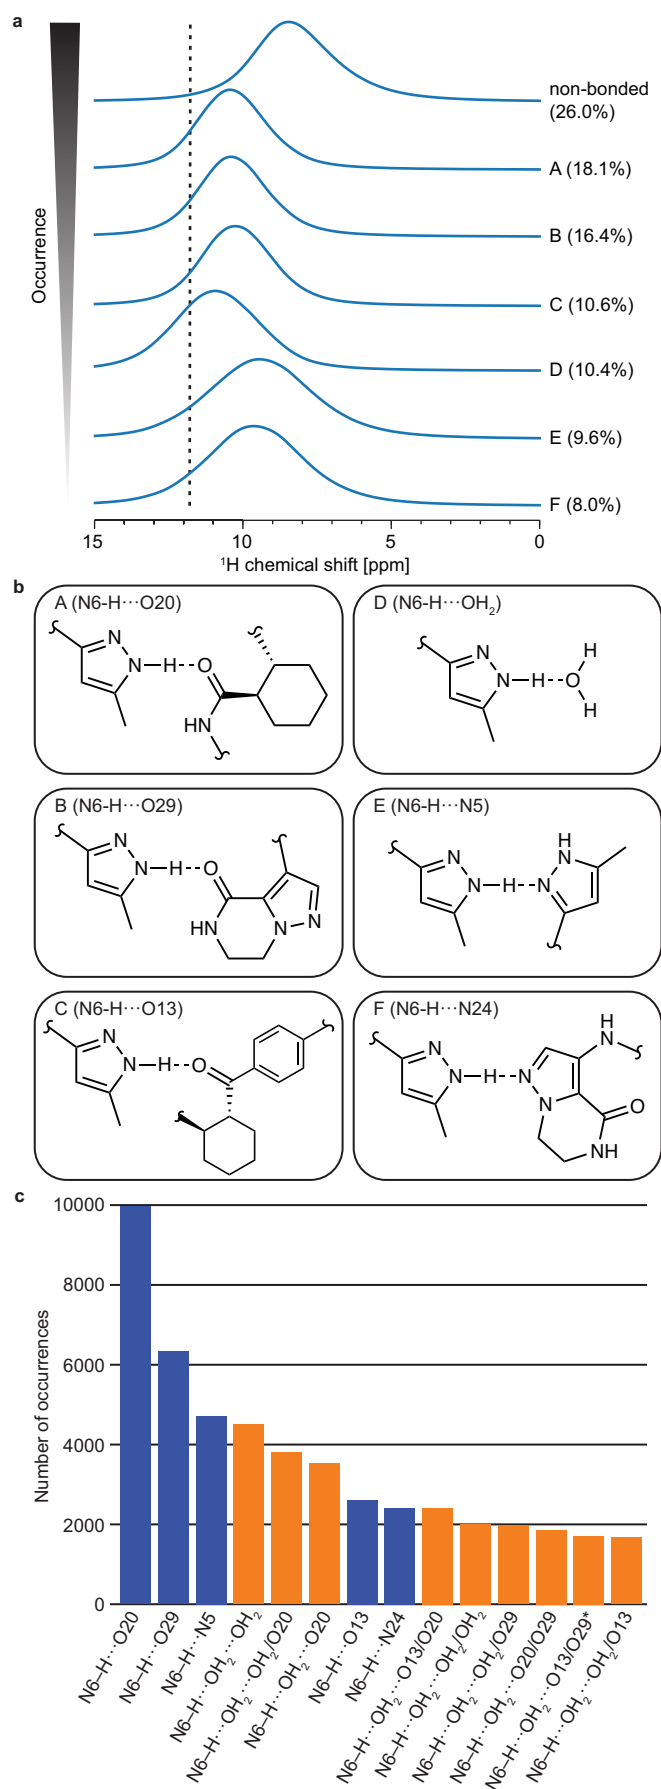 a
Occurrence
non-bonded
(26.0%)
A (18.1%)
B (16.4%)
C (10.6%)
D (10.4%)
E (9.6%)
F (8.0%)
15
10
5
0
¹H chemical shift [ppm]
b
A (N6-H···O20)
N
N
H
O
HN
D (N6-H···OH₂)
N
N
H
O
H
H
B (N6-H···O29)
N
N
H
O
HN
N
N
E (N6-H···N5)
N
N
H
N
H
N
C (N6-H···O13)
N
N
H
O
F (N6-H···N24)
N
N
H
N
N
H
N
O
NH
c
10000
8000
6000
4000
2000
0
Number of occurrences
N6–H···O20
N6–H···O29
N6–H···N5
N6–H···OH₂···OH₂
N6–H···OH₂···OH₂/O20
N6–H···OH₂···O20
N6–H···O13
N6–H···N24
N6–H···OH₂···O13/O20
N6–H···OH₂···OH₂/OH₂
N6–H···OH₂···OH₂/O29
N6–H···OH₂···O20/O29
N6–H···OH₂···O13/O29*
N6–H···OH₂···OH₂/O13